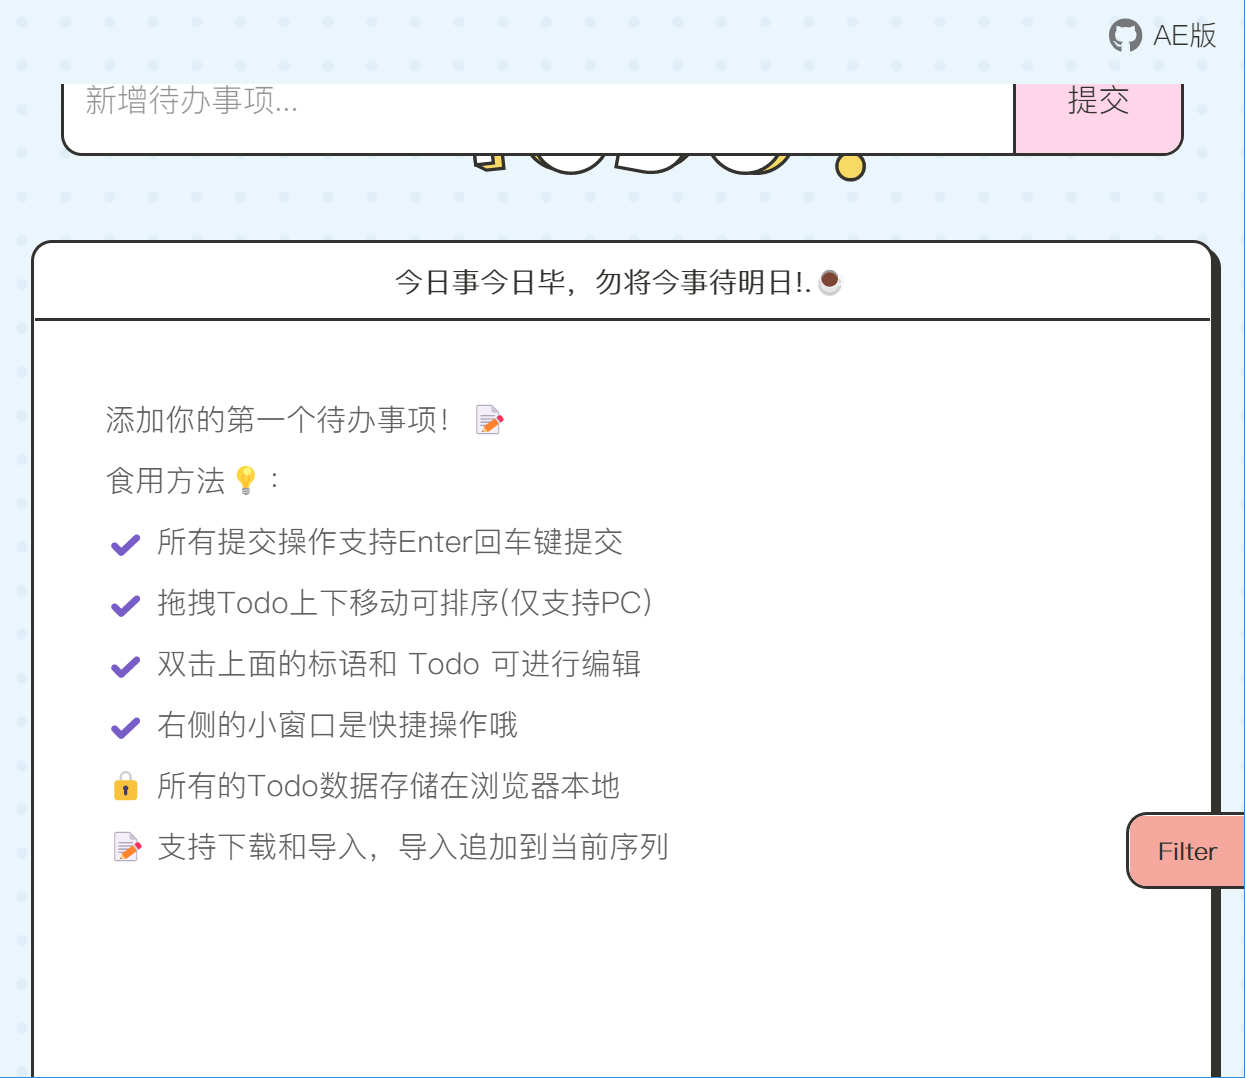 AE版
新增待办事项...
提交
今日事今日毕，勿将今事待明日!.☕
添加你的第一个待办事项！📝
食用方法💡：
✔ 所有提交操作支持Enter回车键提交
✔ 拖拽Todo上下移动可排序(仅支持PC)
✔ 双击上面的标语和 Todo 可进行编辑
✔ 右侧的小窗口是快捷操作哦
🔒 所有的Todo数据存储在浏览器本地
📝 支持下载和导入，导入追加到当前序列
Filter